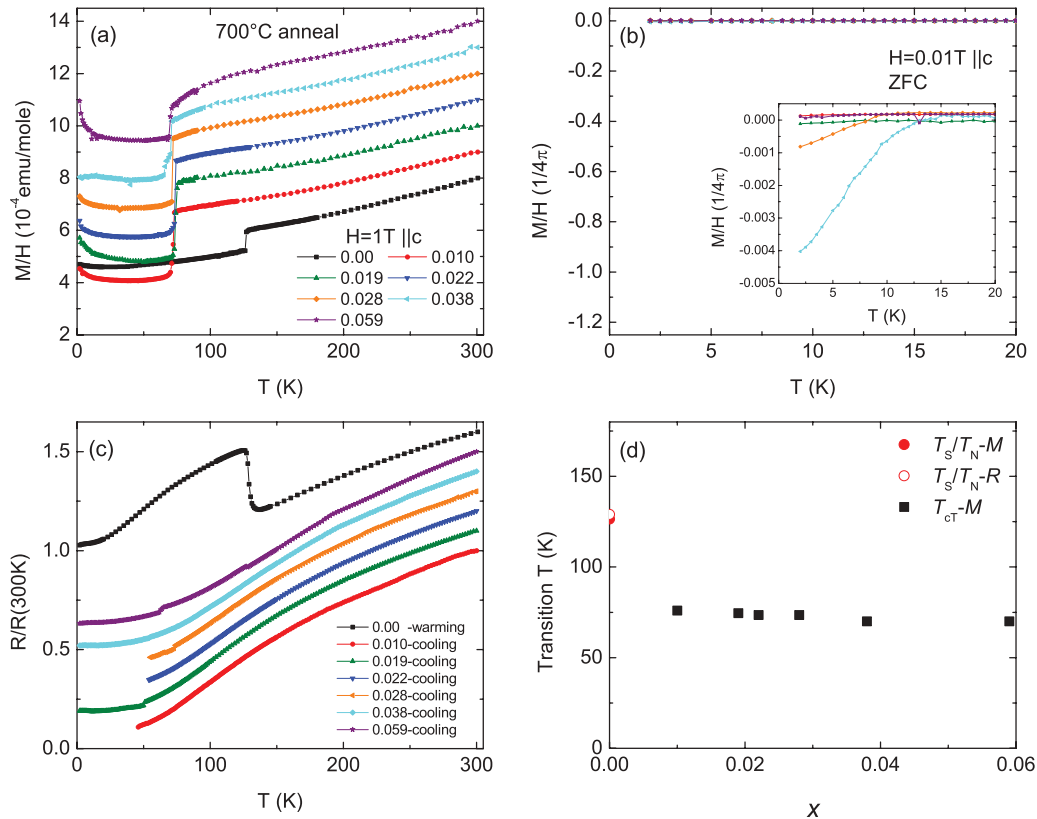 (a)
700°C anneal
14
12
10
8
6
4
2
M/H (10⁻⁴ emu/mole)
H=1T ||c
0.00
0.010
0.019
0.022
0.028
0.038
0.059
0
100
200
300
T (K)
(b)
H=0.01T ||c
ZFC
0.0
-0.2
-0.4
-0.6
-0.8
-1.0
-1.2
M/H (1/4π)
0.000
-0.001
-0.002
-0.003
-0.004
-0.005
M/H (1/4π)
0
5
10
15
20
T (K)
0
5
10
15
20
T (K)
(c)
1.5
1.0
0.5
0.0
R/R(300K)
0.00 -warming
0.010-cooling
0.019-cooling
0.022-cooling
0.028-cooling
0.038-cooling
0.059-cooling
0
100
200
300
T (K)
(d)
T_S/T_N-M
T_S/T_N-R
T_cT-M
175
150
125
100
75
50
25
0
Transition T (K)
0.00
0.02
0.04
0.06
x